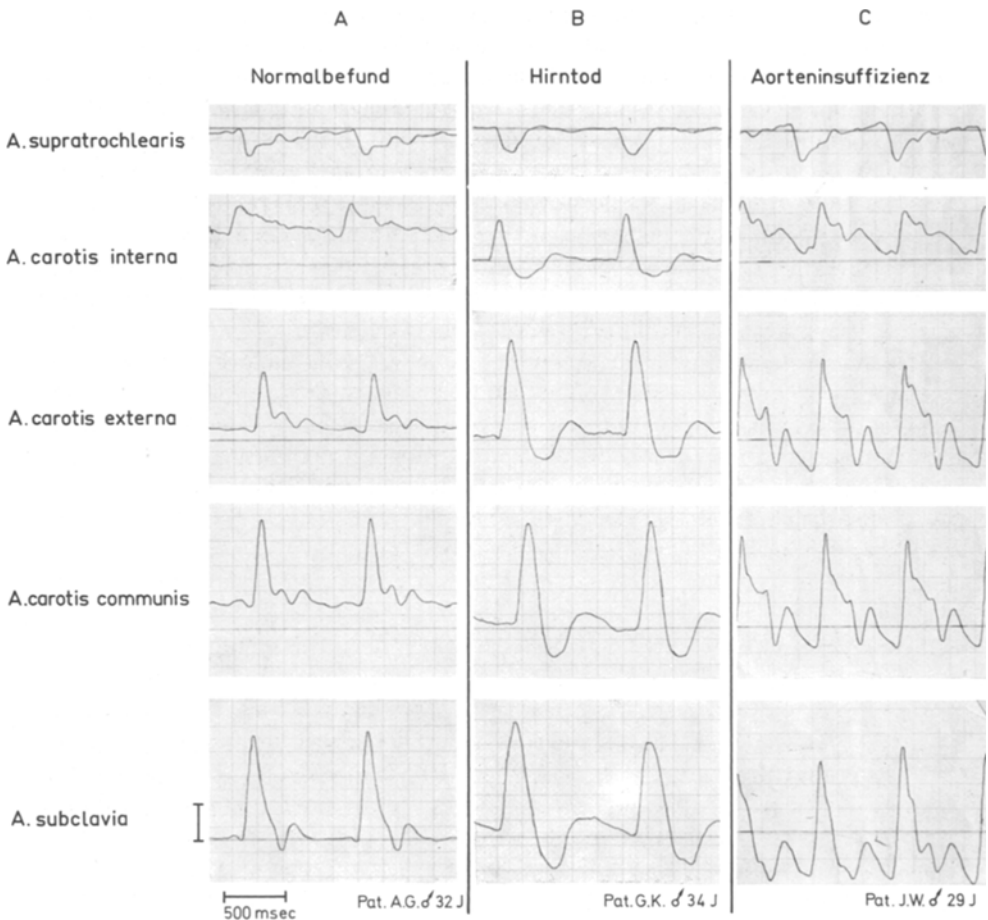 A
B
C
Normalbefund
Hirntod
Aorteninsuffizienz
A. supratrochlearis
A. carotis interna
A. carotis externa
A. carotis communis
A. subclavia
500 msec
Pat. A.G. ♂ 32 J
Pat. G.K. ♂ 34 J
Pat. J.W. ♂ 29 J